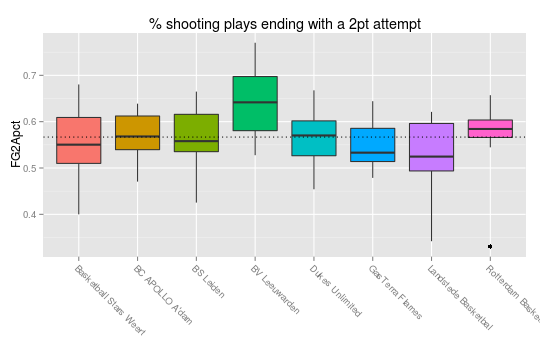 % shooting plays ending with a 2pt attempt
FG2Apct
0.7
0.6
0.5
0.4
Basketball Stars Weert
BC APOLLO A'dam
BS Leiden
BV Leeuwarden
Dukes Unlimited
GasTerra Flames
Landstede Basketbal
Rotterdam Basket